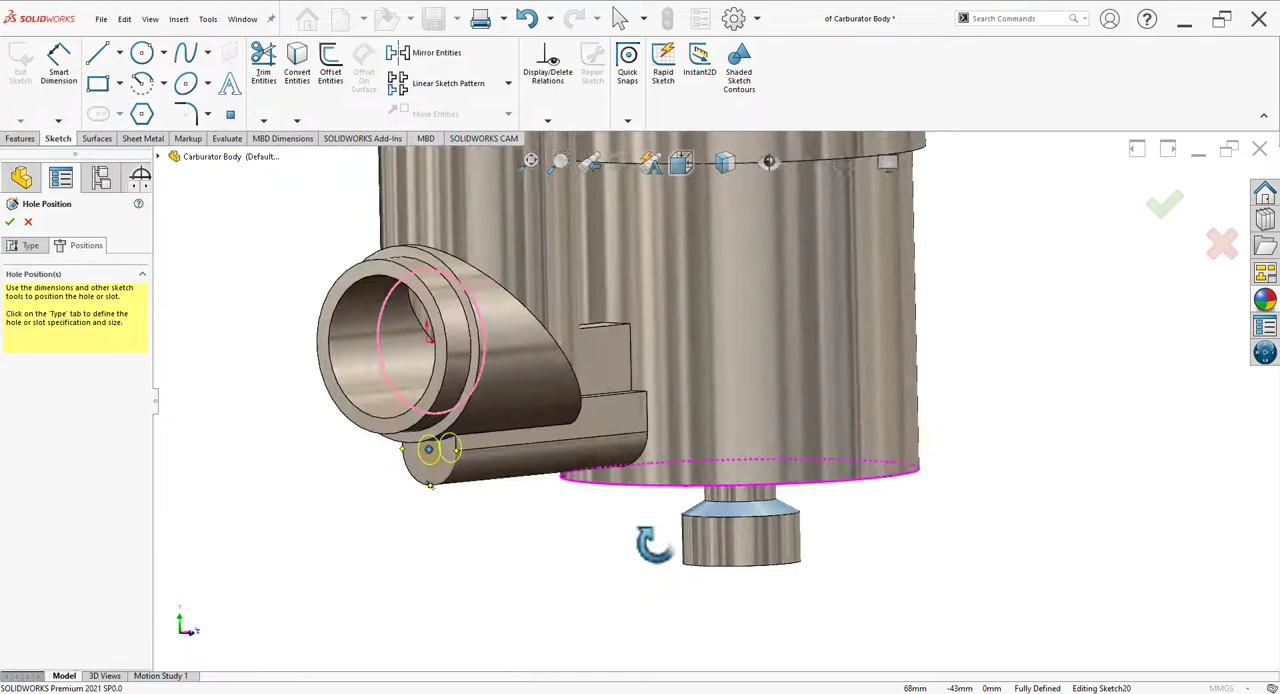 SOLIDWORKS File Edit View Insert Tools Window of Carburator Body * Search Commands
Exit Sketch Smart Dimension Trim Entities Convert Entities Offset Entities Offset On Surface Mirror Entities Linear Sketch Pattern Move Entities Display/Delete Relations Repair Sketch Quick Snaps Rapid Sketch Instant2D Shaded Sketch Contours
Features Sketch Surfaces Sheet Metal Markup Evaluate MBD Dimensions SOLIDWORKS Add-Ins MBD SOLIDWORKS CAM
Carburator Body (Default...
Hole Position
Type Positions
Hole Position(s)
Use the dimensions and other sketch
tools to position the hole or slot.
Click on the 'Type' tab to define the
hole or slot specification and size.
Model 3D Views Motion Study 1
SOLIDWORKS Premium 2021 SP0.0 68mm -43mm 0mm Fully Defined Editing Sketch20 MMGS